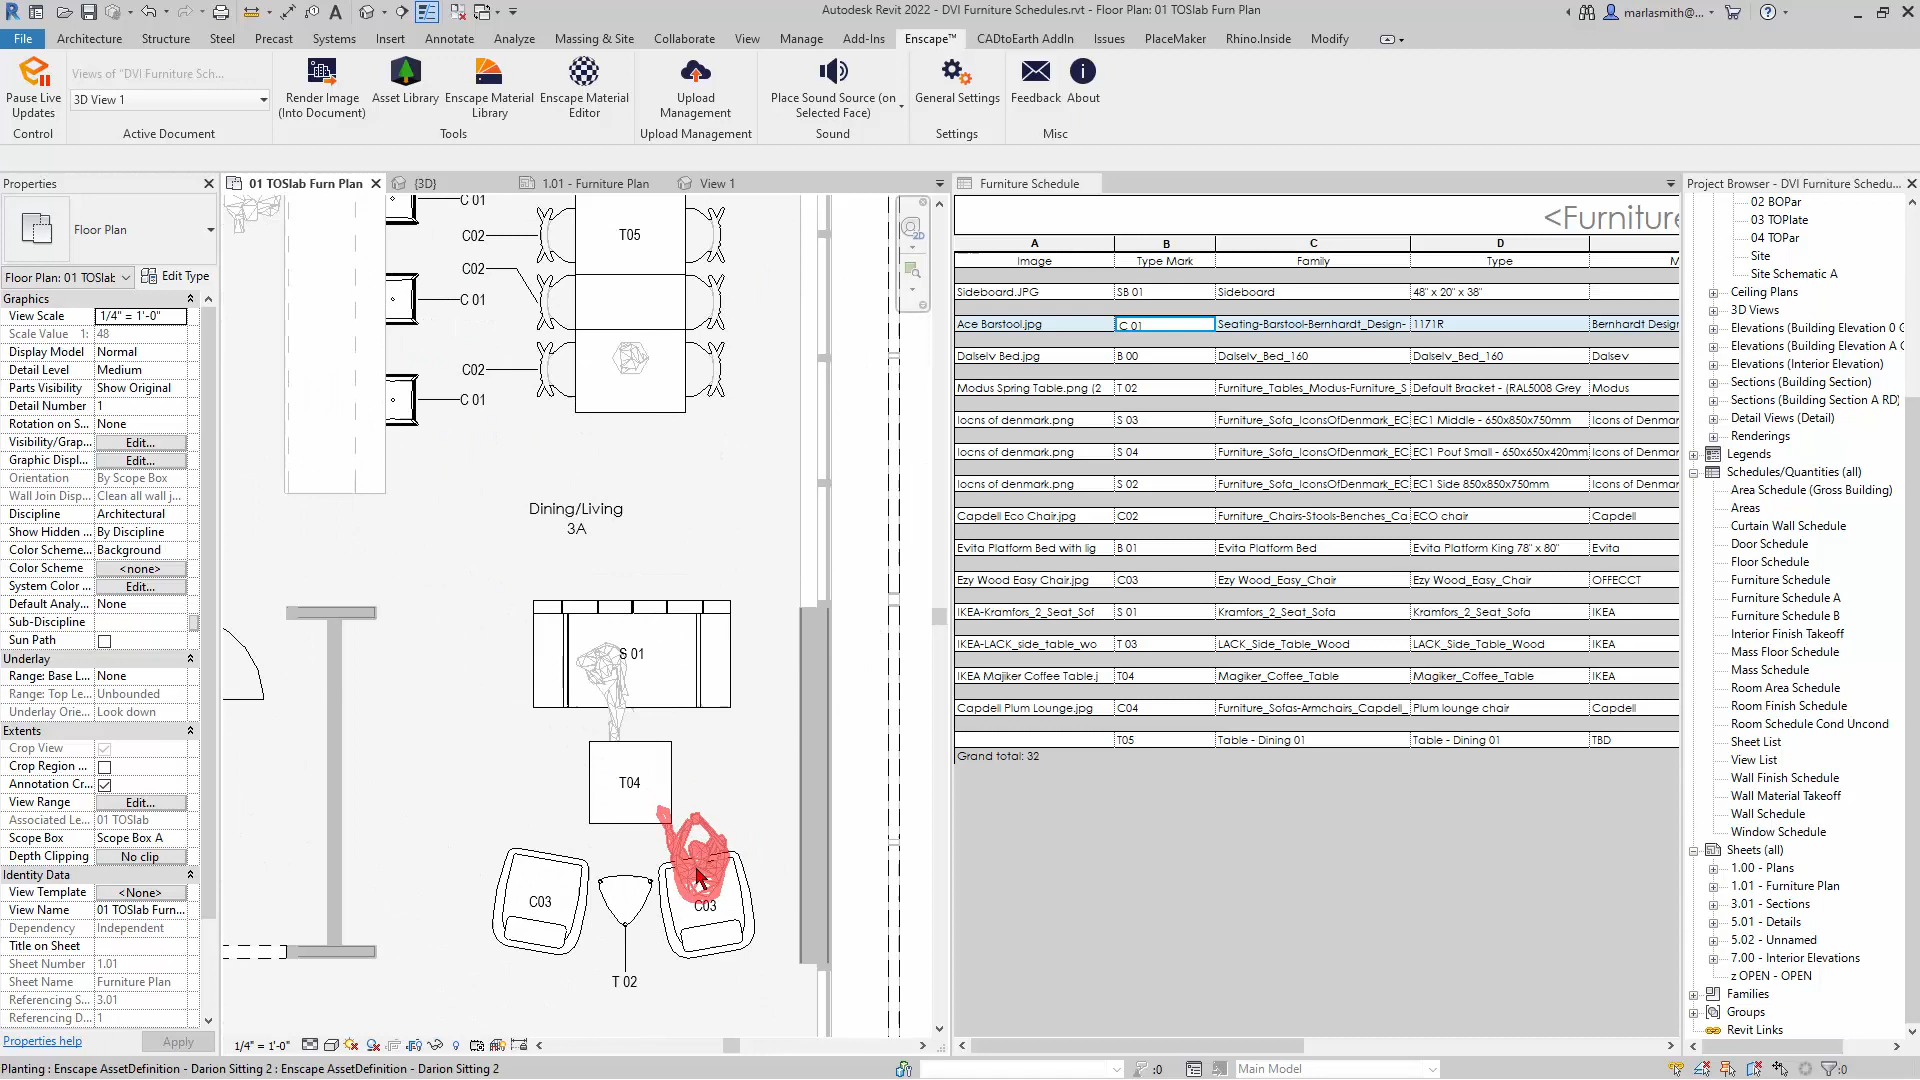 Autodesk Revit 2022 - DVI Furniture Schedules.rvt - Floor Plan: 01 TOSlab Furn Plan
marlasmith@...
File Architecture Structure Steel Precast Systems Insert Annotate Analyze Massing & Site Collaborate View Manage Add-Ins Enscape™ CADtoEarth AddIn Issues PlaceMaker Rhino.Inside Modify
Views of "DVI Furniture Sch...
3D View 1
Pause Live
Updates
Render Image
(Into Document)
Asset Library
Enscape Material
Library
Enscape Material
Editor
Upload
Management
Place Sound Source (on
Selected Face)
General Settings
Feedback
About
Control Active Document Tools Upload Management Sound Settings Misc
Properties
Floor Plan
Floor Plan: 01 TOSlab
Edit Type
Graphics
View Scale 1/4" = 1'-0"
Scale Value 1: 48
Display Model Normal
Detail Level Medium
Parts Visibility Show Original
Detail Number 1
Rotation on S... None
Visibility/Grap... Edit...
Graphic Displ... Edit...
Orientation By Scope Box
Wall Join Disp... Clean all wall j...
Discipline Architectural
Show Hidden ... By Discipline
Color Scheme... Background
Color Scheme <none>
System Color ... Edit...
Default Analy... None
Sub-Discipline
Sun Path
Underlay
Range: Base L... None
Range: Top Le... Unbounded
Underlay Orie... Look down
Extents
Crop View
Crop Region ...
Annotation Cr...
View Range Edit...
Associated Le... 01 TOSlab
Scope Box Scope Box A
Depth Clipping No clip
Identity Data
View Template <None>
View Name 01 TOSlab Furn...
Dependency Independent
Title on Sheet
Sheet Number 1.01
Sheet Name Furniture Plan
Referencing S... 3.01
Referencing D... 1
Properties help
Apply
01 TOSlab Furn Plan
{3D}
1.01 - Furniture Plan
View 1
2D
C 01
C02
T05
C02
C 01
C02
C 01
Dining/Living
3A
S 01
T04
C03
C03
T 02
1/4" = 1'-0"
Furniture Schedule
<Furniture
A B C D
Image Type Mark Family Type M
Sideboard.JPG SB 01 Sideboard 48" x 20" x 38"
Ace Barstool.jpg C 01 Seating-Barstool-Bernhardt_Design- 1171R Bernhardt Design
Dalselv Bed.jpg B 00 Dalselv_Bed_160 Dalselv_Bed_160 Dalsev
Modus Spring Table.png (2 T 02 Furniture_Tables_Modus-Furniture_S Default Bracket - (RAL5008 Grey Modus
Iocns of denmark.png S 03 Furniture_Sofa_IconsOfDenmark_EC EC1 Middle - 650x850x750mm Icons of Denmar
Iocns of denmark.png S 04 Furniture_Sofa_IconsOfDenmark_EC EC1 Pouf Small - 650x650x420mm Icons of Denmar
Iocns of denmark.png S 02 Furniture_Sofa_IconsOfDenmark_EC EC1 Side 850x850x750mm Icons of Denmar
Capdell Eco Chair.jpg C02 Furniture_Chairs-Stools-Benches_Ca ECO chair Capdell
Evita Platform Bed with lig B 01 Evita Platform Bed Evita Platform King 78" x 80" Evita
Ezy Wood Easy Chair.jpg C03 Ezy Wood_Easy_Chair Ezy Wood_Easy_Chair OFFECCT
IKEA-Kramfors_2_Seat_Sof S 01 Kramfors_2_Seat_Sofa Kramfors_2_Seat_Sofa IKEA
IKEA-LACK_side_table_wo T 03 LACK_Side_Table_Wood LACK_Side_Table_Wood IKEA
IKEA Majiker Coffee Table.j T04 Magiker_Coffee_Table Magiker_Coffee_Table IKEA
Capdell Plum Lounge.jpg C04 Furniture_Sofas-Armchairs_Capdell_ Plum lounge chair Capdell
T05 Table - Dining 01 Table - Dining 01 TBD
Grand total: 32
Project Browser - DVI Furniture Schedu...
02 BOPar
03 TOPlate
04 TOPar
Site
Site Schematic A
Ceiling Plans
3D Views
Elevations (Building Elevation 0 G
Elevations (Building Elevation A G
Elevations (Interior Elevation)
Sections (Building Section)
Sections (Building Section A RD)
Detail Views (Detail)
Renderings
Legends
Schedules/Quantities (all)
Area Schedule (Gross Building)
Areas
Curtain Wall Schedule
Door Schedule
Floor Schedule
Furniture Schedule
Furniture Schedule A
Furniture Schedule B
Interior Finish Takeoff
Mass Floor Schedule
Mass Schedule
Room Area Schedule
Room Finish Schedule
Room Schedule Cond Uncond
Sheet List
View List
Wall Finish Schedule
Wall Material Takeoff
Wall Schedule
Window Schedule
Sheets (all)
1.00 - Plans
1.01 - Furniture Plan
3.01 - Sections
5.01 - Details
5.02 - Unnamed
7.00 - Interior Elevations
z OPEN - OPEN
Families
Groups
Revit Links
Planting : Enscape AssetDefinition - Darion Sitting 2 : Enscape AssetDefinition - Darion Sitting 2
:0
Main Model
:0